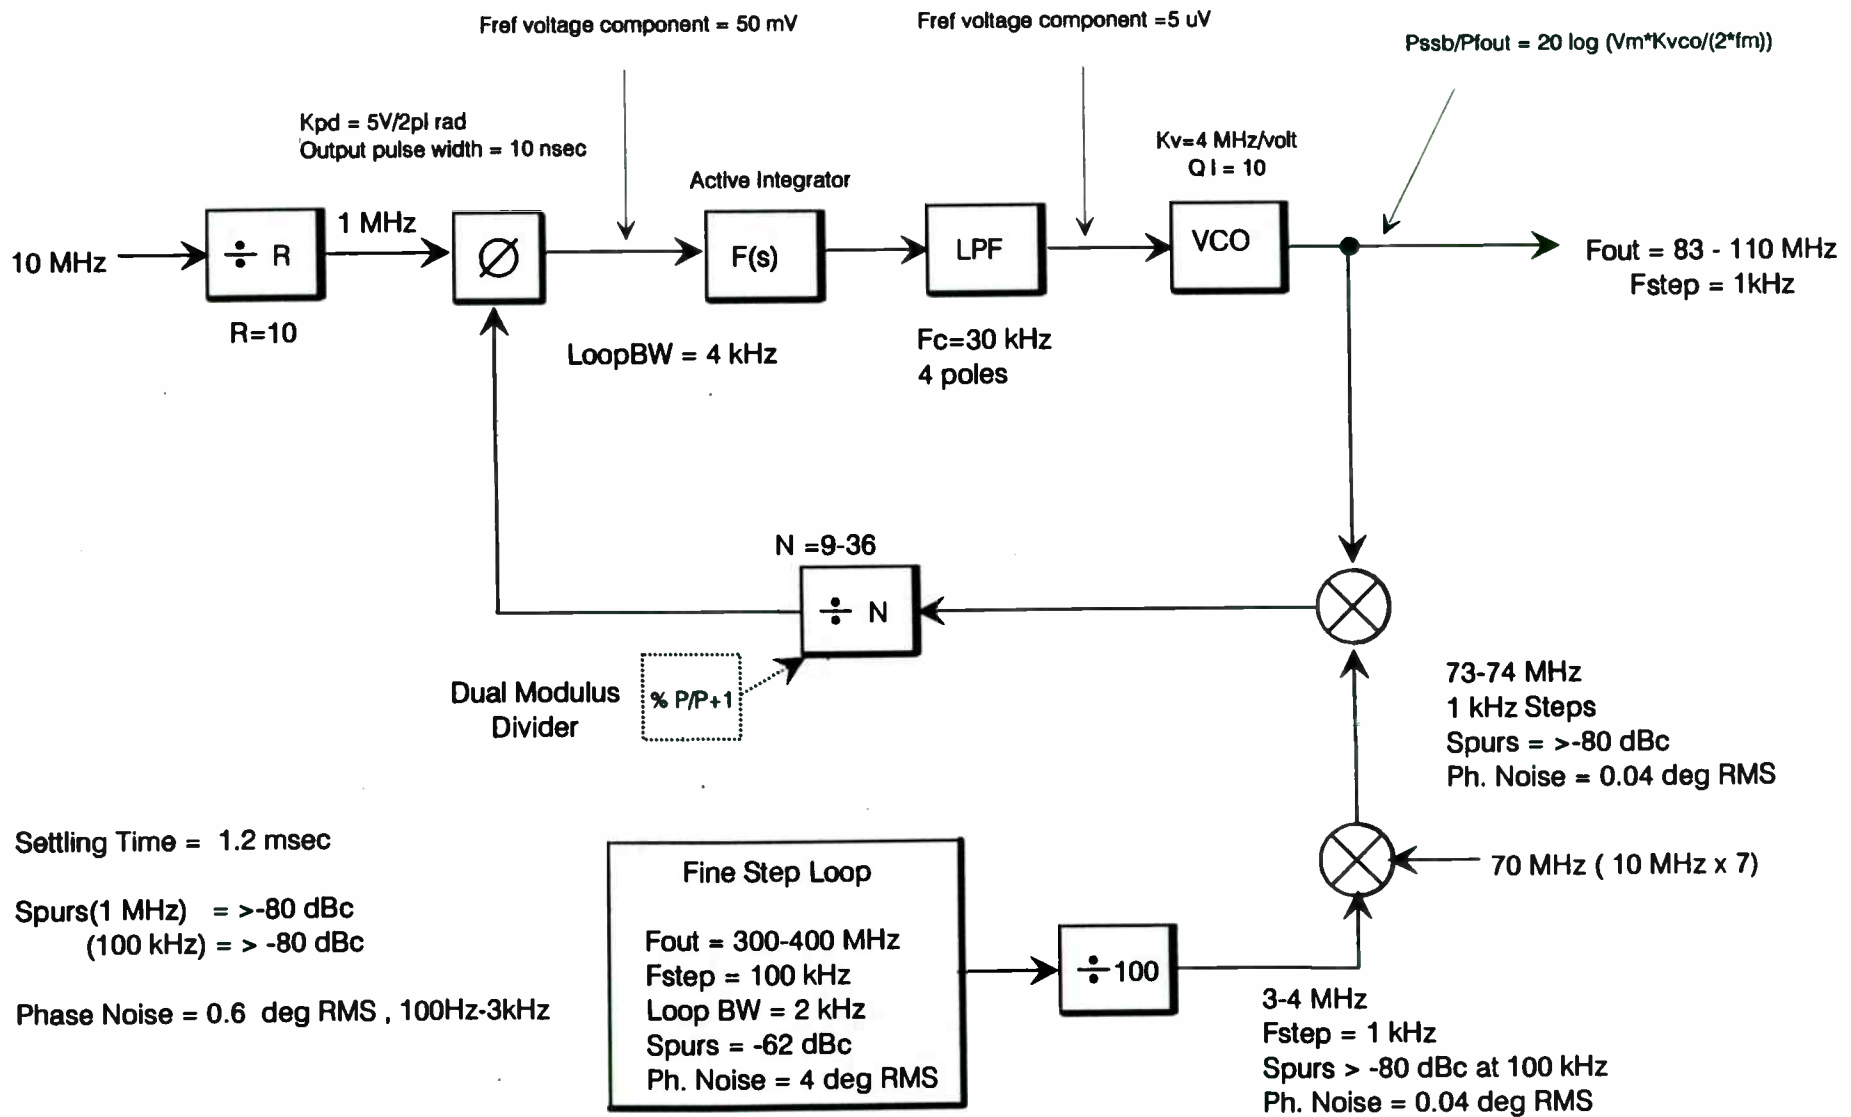 Fref voltage component = 50 mV
Fref voltage component =5 uV
Pssb/Pfout = 20 log (Vm*Kvco/(2*fm))
Kpd = 5V/2pi rad
Output pulse width = 10 nsec
Kv=4 MHz/volt
Q l = 10
Active Integrator
10 MHz
÷ R
1 MHz
Ø
F(s)
LPF
VCO
Fout = 83 - 110 MHz
Fstep = 1kHz
R=10
LoopBW = 4 kHz
Fc=30 kHz
4 poles
N =9-36
÷ N
Dual Modulus
Divider
% P/P+1
73-74 MHz
1 kHz Steps
Spurs = >-80 dBc
Ph. Noise = 0.04 deg RMS
Settling Time = 1.2 msec
Spurs(1 MHz) = >-80 dBc
(100 kHz) = > -80 dBc
Phase Noise = 0.6 deg RMS , 100Hz-3kHz
Fine Step Loop
Fout = 300-400 MHz
Fstep = 100 kHz
Loop BW = 2 kHz
Spurs = -62 dBc
Ph. Noise = 4 deg RMS
÷100
70 MHz ( 10 MHz x 7)
3-4 MHz
Fstep = 1 kHz
Spurs > -80 dBc at 100 kHz
Ph. Noise = 0.04 deg RMS